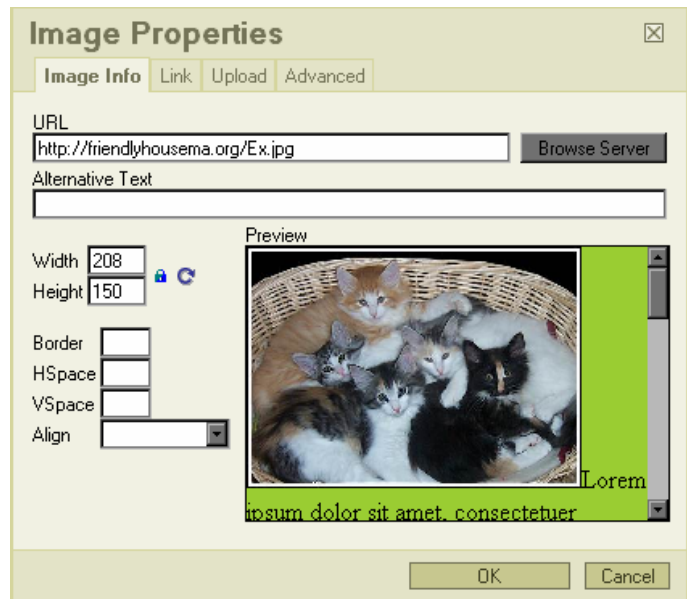 Image Properties
Image Info Link Upload Advanced
URL
http://friendlyhousema.org/Ex.jpg Browse Server
Alternative Text
Preview
Width 208
Height 150
Border
HSpace
VSpace
Align
Lorem
ipsum dolor sit amet, consectetuer
OK Cancel